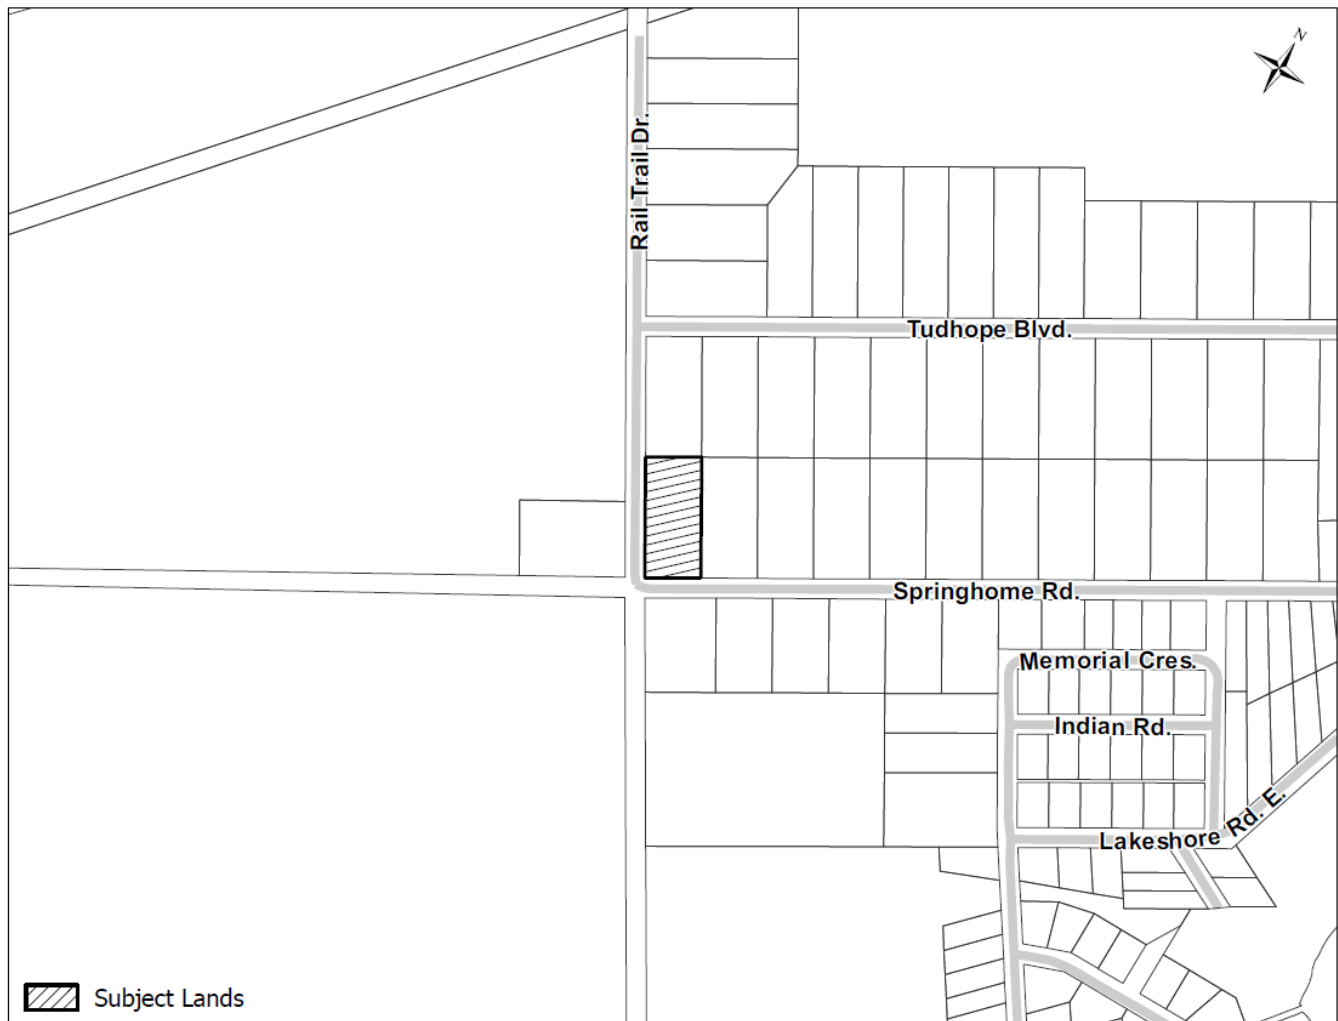 N
Rail Trail Dr.
Tudhope Blvd.
Springhome Rd.
Memorial Cres.
Indian Rd.
Lakeshore Rd. E.
Subject Lands